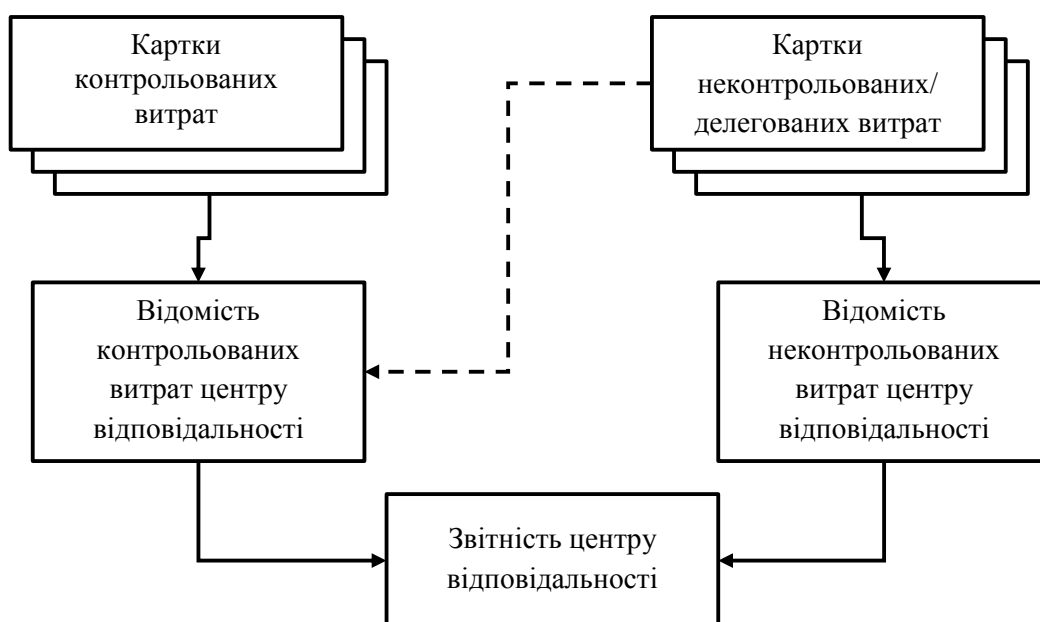 Картки
контрольованих
витрат
Картки
неконтрольованих/
делегованих витрат
Відомість
контрольованих
витрат центру
відповідальності
Відомість
неконтрольованих
витрат центру
відповідальності
Звітність центру
відповідальності